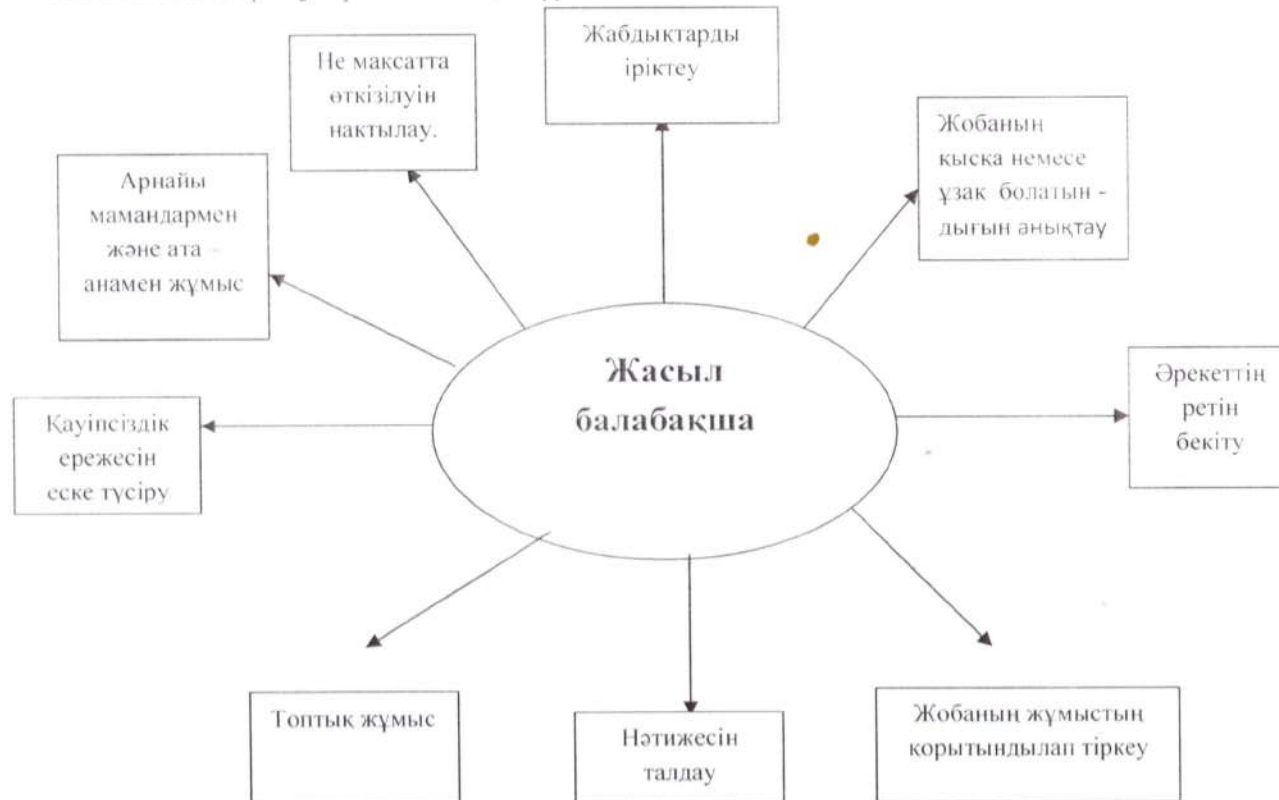 Жабдықтарды
іріктеу
Не мақсатта
өткізілуін
нақтылау.
Жобаның
қысқа немесе
ұзақ болатын -
дығын анықтау
Арнайы
мамандармен
және ата –
анамен жұмыс
Жасыл
балабақша
Әрекеттің
ретін
бекіту
Қауіпсіздік
ережесін
еске түсіру
Топтық жұмыс
Нәтижесін
талдау
Жобаның жұмыстың
қорытындылап тіркеу